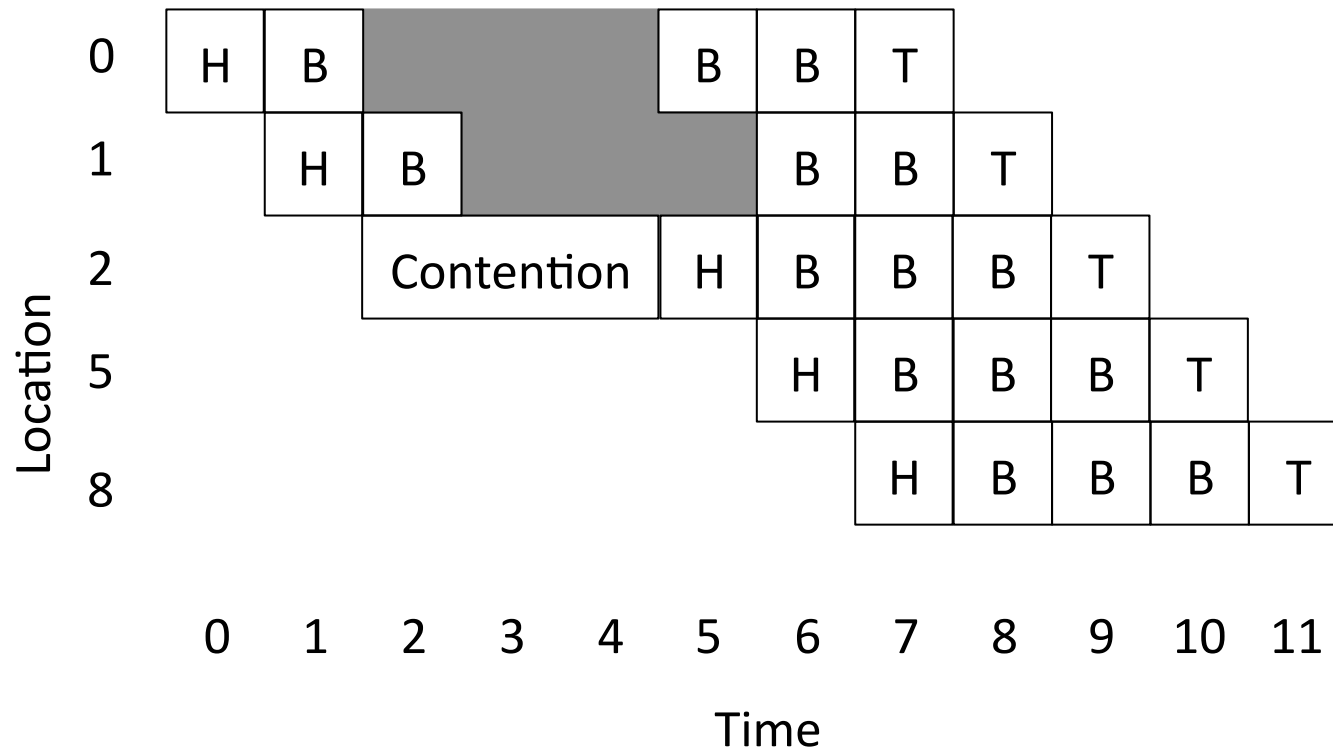 0 H B B B T
1 H B B B T
2 Contention H B B B T
5 H B B B T
8 H B B B T
Location
0 1 2 3 4 5 6 7 8 9 10 11
Time